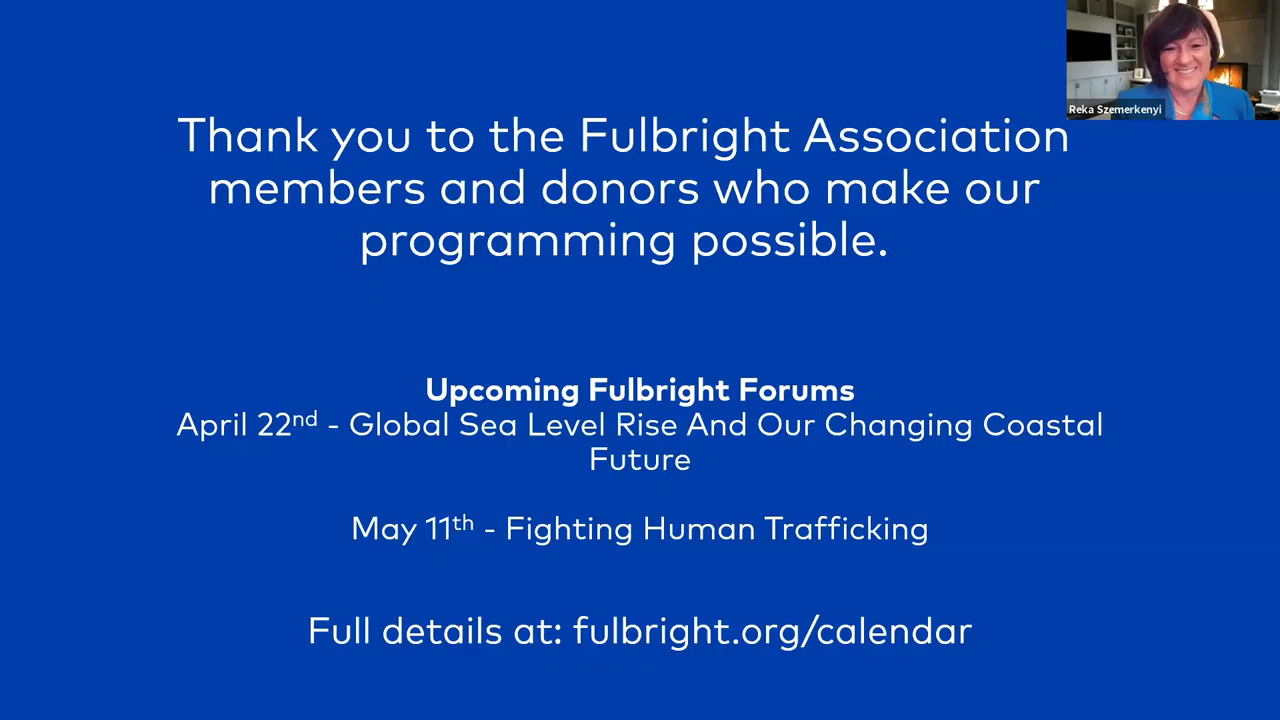 Reka Szemerkenyi
Thank you to the Fulbright Association
members and donors who make our
programming possible.
Upcoming Fulbright Forums
April 22nd - Global Sea Level Rise And Our Changing Coastal
Future
May 11th - Fighting Human Trafficking
Full details at: fulbright.org/calendar